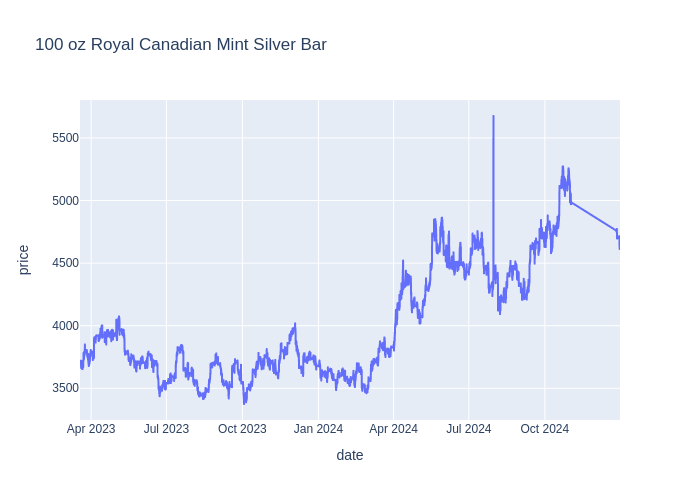 100 oz Royal Canadian Mint Silver Bar
5500
5000
4500
4000
3500
price
Apr 2023 Jul 2023 Oct 2023 Jan 2024 Apr 2024 Jul 2024 Oct 2024
date